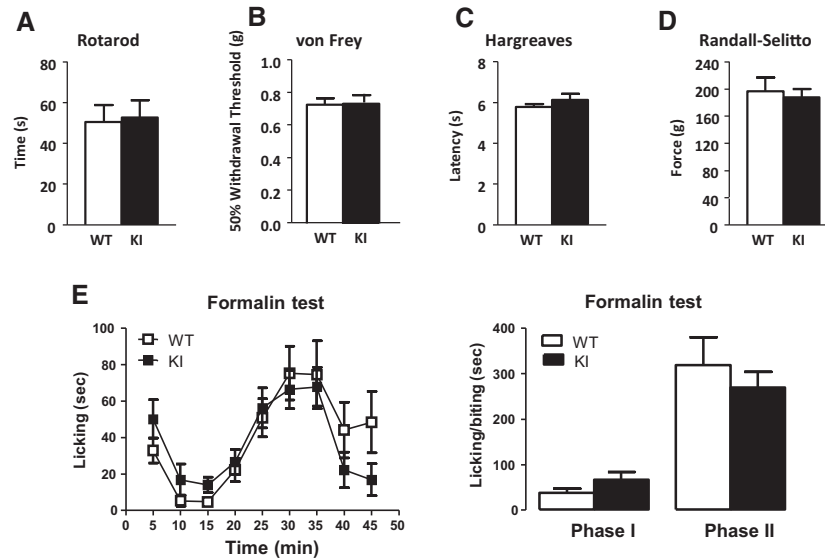 A
Rotarod
Time (s)
80
60
40
20
0
WT KI
B
von Frey
50% Withdrawal Threshold (g)
1.0
0.8
0.6
0.4
0.2
0.0
WT KI
C
Hargreaves
Latency (s)
8
6
4
2
0
WT KI
D
Randall-Selitto
Force (g)
240
200
160
120
80
40
0
WT KI
E
Formalin test
WT
KI
Licking (sec)
100
80
60
40
20
0
0 5 10 15 20 25 30 35 40 45 50
Time (min)
Formalin test
WT
KI
Licking/biting (sec)
400
300
200
100
0
Phase I Phase II